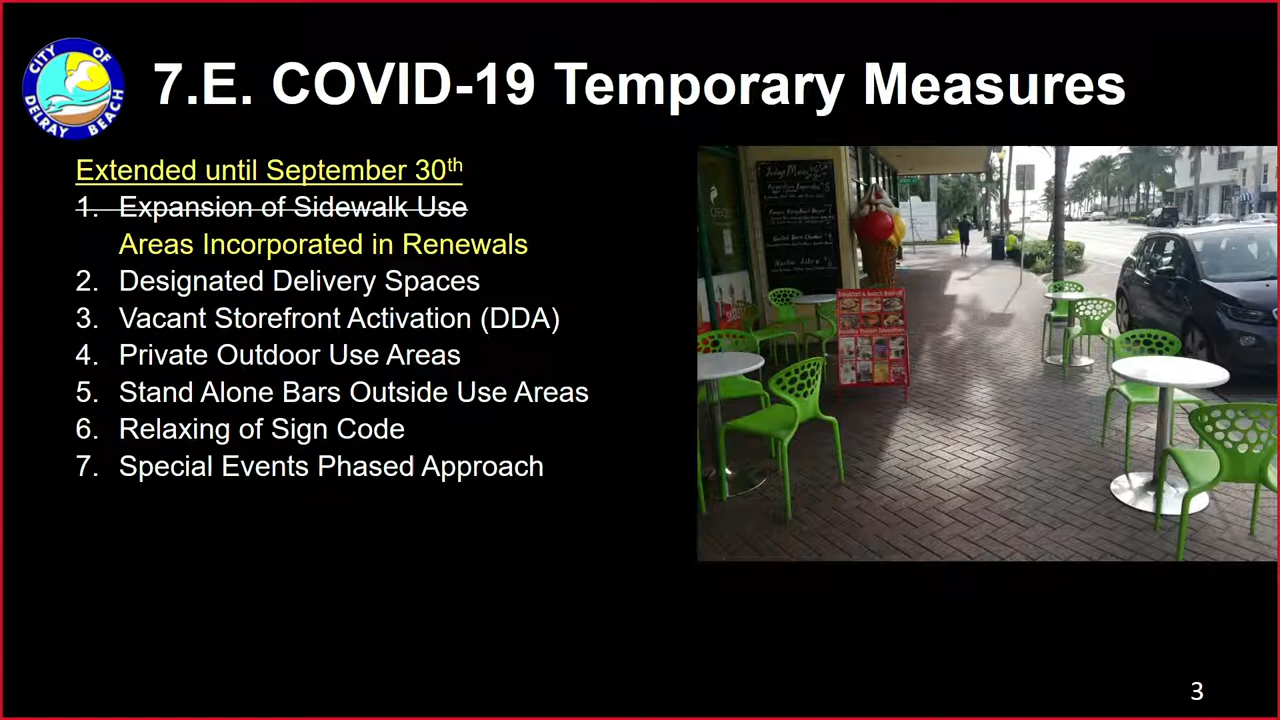 CITY OF
DELRAY BEACH
7.E. COVID-19 Temporary Measures
Extended until September 30th
1. Expansion of Sidewalk Use
Areas Incorporated in Renewals
2. Designated Delivery Spaces
3. Vacant Storefront Activation (DDA)
4. Private Outdoor Use Areas
5. Stand Alone Bars Outside Use Areas
6. Relaxing of Sign Code
7. Special Events Phased Approach
3